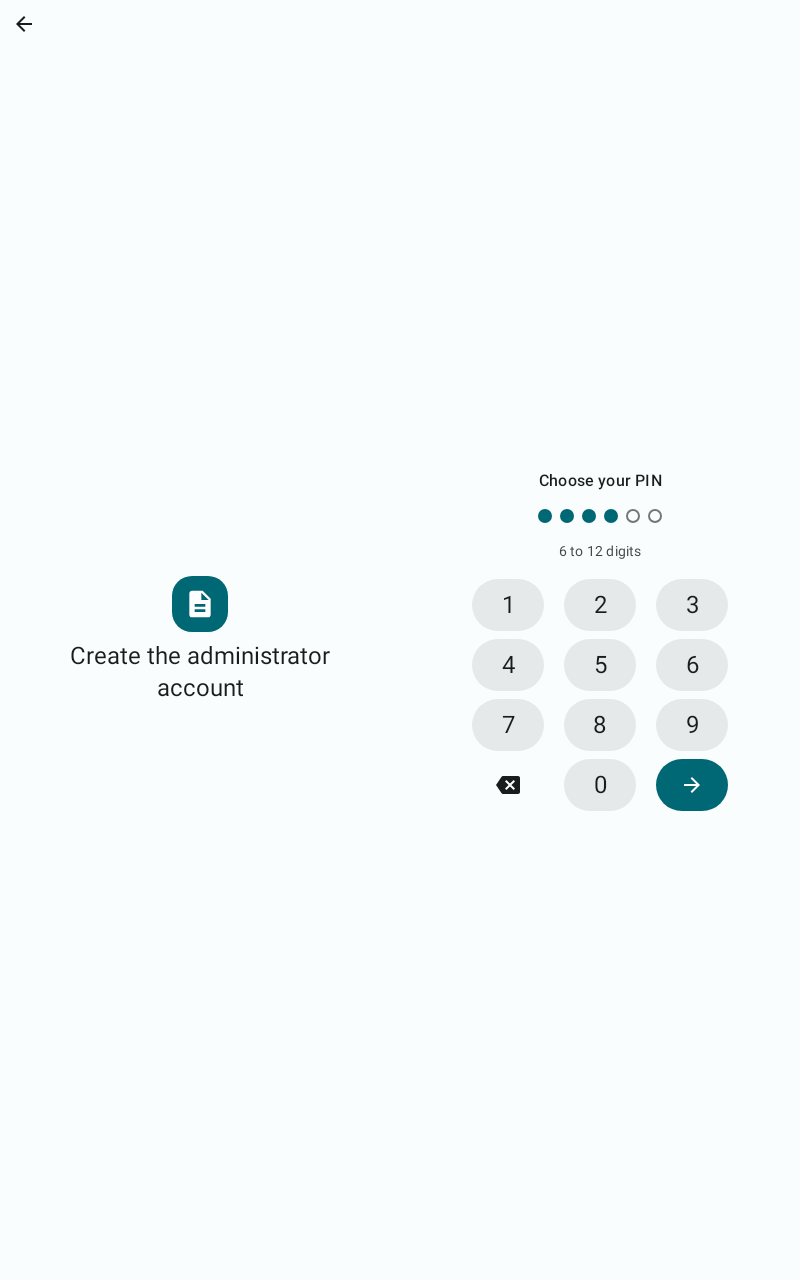 Choose your PIN
6 to 12 digits
Create the administrator
account
1 2 3
4 5 6
7 8 9
0